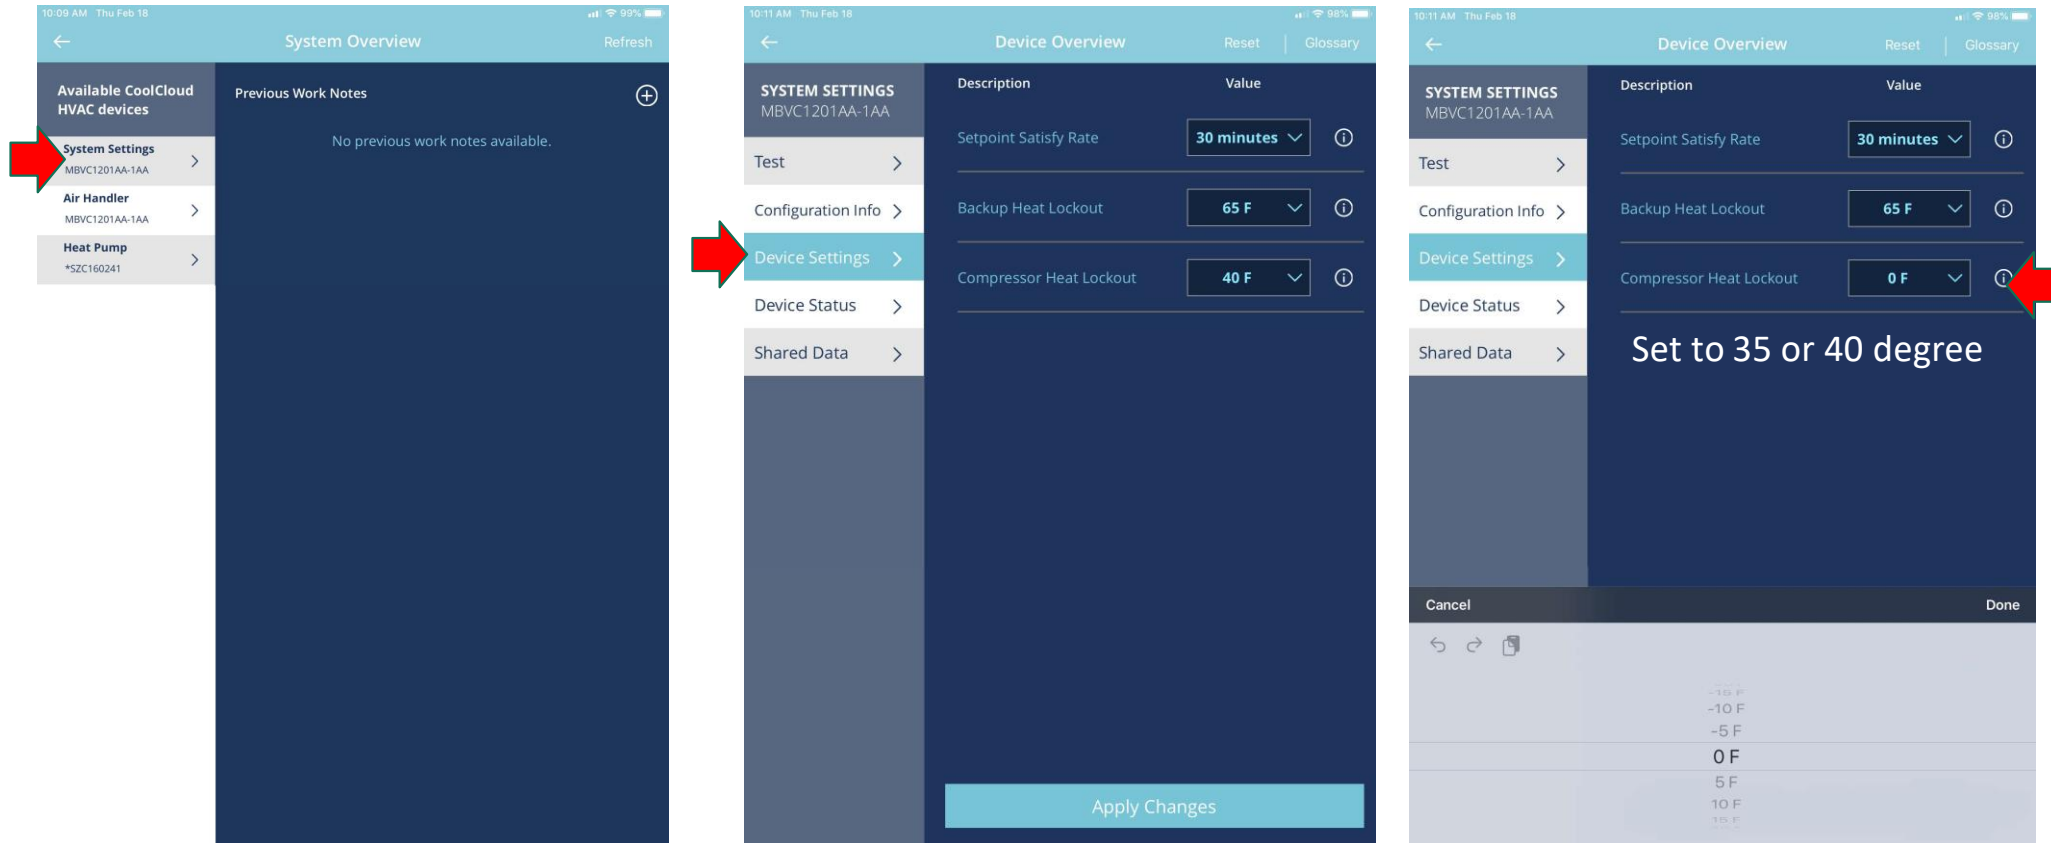 10:09 AM Thu Feb 18
99%
System Overview
Refresh
Available CoolCloud
HVAC devices
System Settings
MBVC1201AA-1AA
Air Handler
MBVC1201AA-1AA
Heat Pump
*SZC160241
Previous Work Notes
No previous work notes available.
10:11 AM Thu Feb 18
98%
Device Overview
Reset
Glossary
SYSTEM SETTINGS
MBVC1201AA-1AA
Test
Configuration Info
Device Settings
Device Status
Shared Data
Description Value
Setpoint Satisfy Rate 30 minutes
Backup Heat Lockout 65 F
Compressor Heat Lockout 40 F
Apply Changes
10:11 AM Thu Feb 18
98%
Device Overview
Reset
Glossary
SYSTEM SETTINGS
MBVC1201AA-1AA
Test
Configuration Info
Device Settings
Device Status
Shared Data
Description Value
Setpoint Satisfy Rate 30 minutes
Backup Heat Lockout 65 F
Compressor Heat Lockout 0 F
Set to 35 or 40 degree
Cancel
Done
-15 F
-10 F
-5 F
0 F
5 F
10 F
15 F